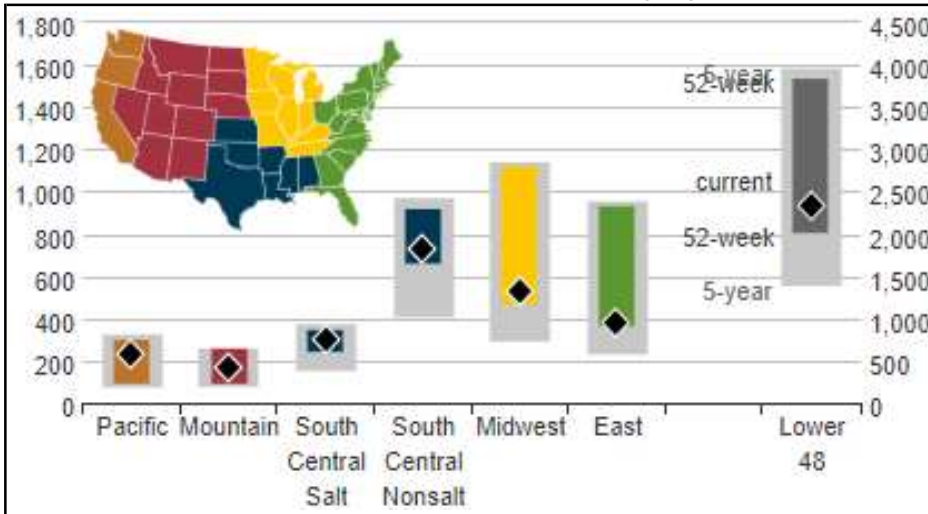 1,800
1,600
1,400
1,200
1,000
800
600
400
200
0
4,500
4,000
3,500
3,000
2,500
2,000
1,500
1,000
500
0
5-year
52-week
current
52-week
5-year
Pacific
Mountain
South
Central
Salt
South
Central
Nonsalt
Midwest
East
Lower
48